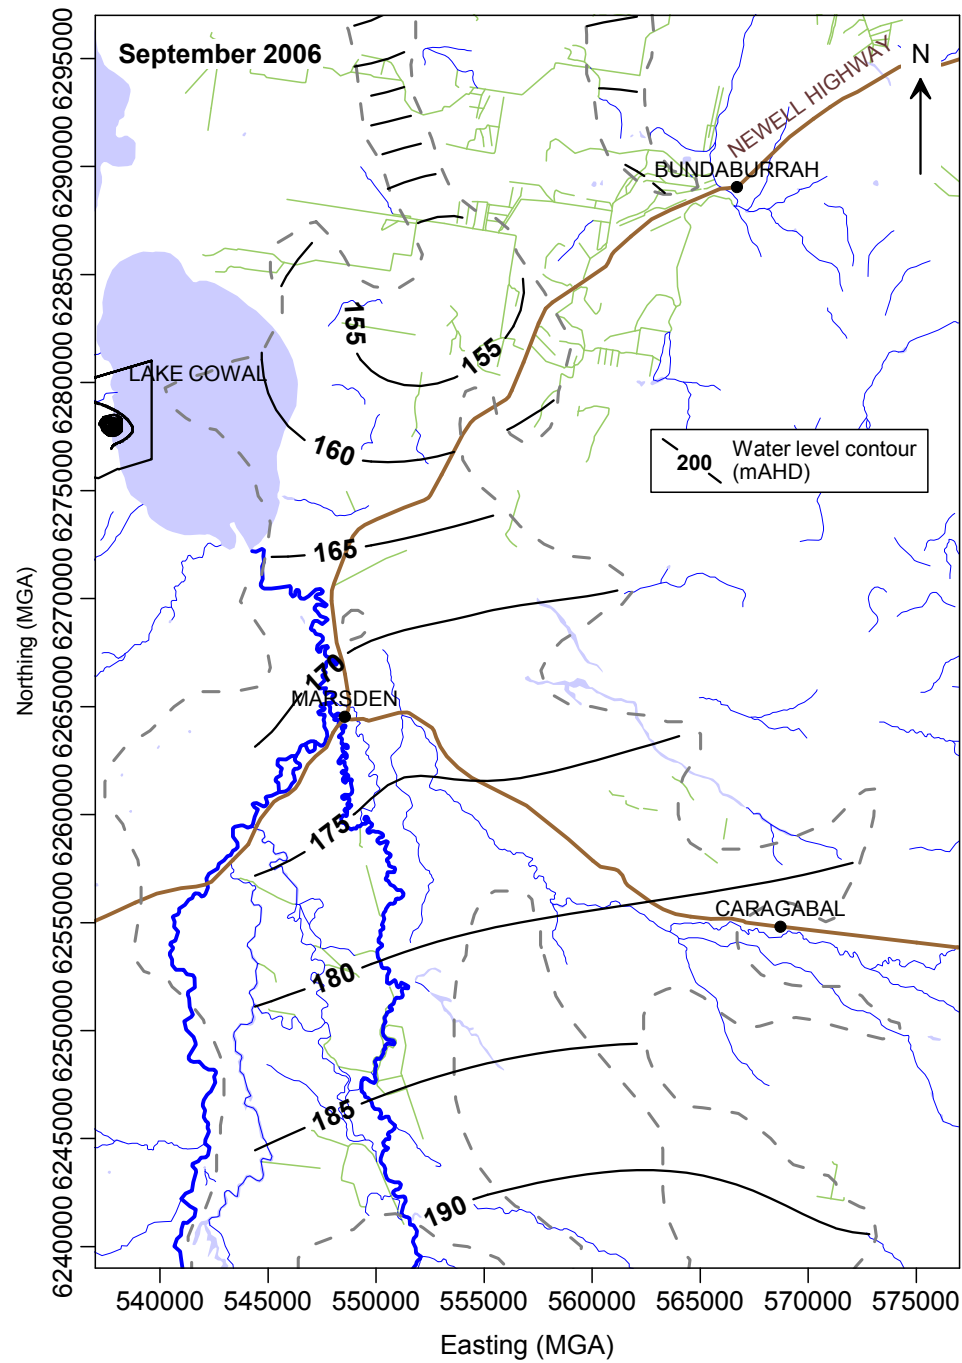 September 2006
N
NEWELL HIGHWAY
BUNDABURRAH
155
155
LAKE COWAL
160
Water level contour
200
(mAHD)
165
170
MARSDEN
175
CARAGABAL
180
185
190
6295000
6290000
6285000
6280000
6275000
6270000
6265000
6260000
6255000
6250000
6245000
6240000
Northing (MGA)
540000 545000 550000 555000 560000 565000 570000 575000
Easting (MGA)